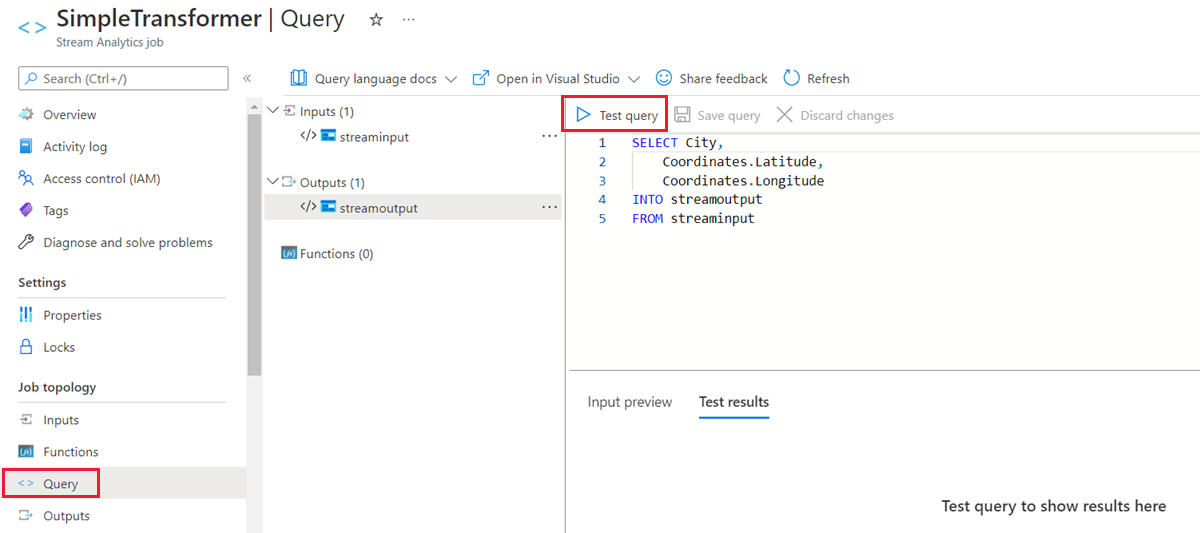 SimpleTransformer | Query
Stream Analytics job
Search (Ctrl+/)
Overview
Activity log
Access control (IAM)
Tags
Diagnose and solve problems
Settings
Properties
Locks
Job topology
Inputs
Functions
Query
Outputs
Query language docs
Open in Visual Studio
Share feedback
Refresh
Inputs (1)
streaminput
Outputs (1)
streamoutput
Functions (0)
Test query
Save query
Discard changes
1 SELECT City,
2 Coordinates.Latitude,
3 Coordinates.Longitude
4 INTO streamoutput
5 FROM streaminput
Input preview
Test results
Test query to show results here